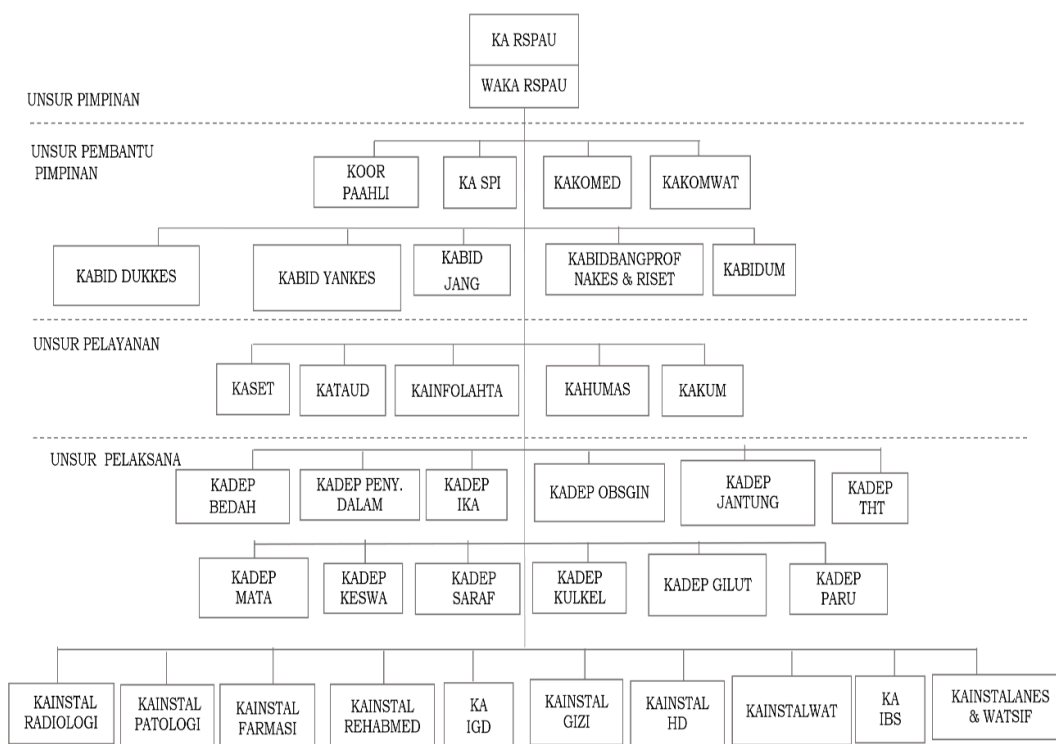 KA RSPAU
WAKA RSPAU
UNSUR PIMPINAN
UNSUR PEMBANTU
PIMPINAN
KOOR
PAAHLI
KA SPI
KAKOMED
KAKOMWAT
KABID DUKKES
KABID YANKES
KABID
JANG
KABIDBANGPROF
NAKES & RISET
KABIDUM
UNSUR PELAYANAN
KASET
KATAUD
KAINFOLAHTA
KAHUMAS
KAKUM
UNSUR PELAKSANA
KADEP
BEDAH
KADEP PENY.
DALAM
KADEP
IKA
KADEP OBSGIN
KADEP
JANTUNG
KADEP
THT
KADEP
MATA
KADEP
KESWA
KADEP
SARAF
KADEP
KULKEL
KADEP GILUT
KADEP
PARU
KAINSTAL
RADIOLOGI
KAINSTAL
PATOLOGI
KAINSTAL
FARMASI
KAINSTAL
REHABMED
KA
IGD
KAINSTAL
GIZI
KAINSTAL
HD
KAINSTALWAT
KA
IBS
KAINSTALANES
& WATSIF